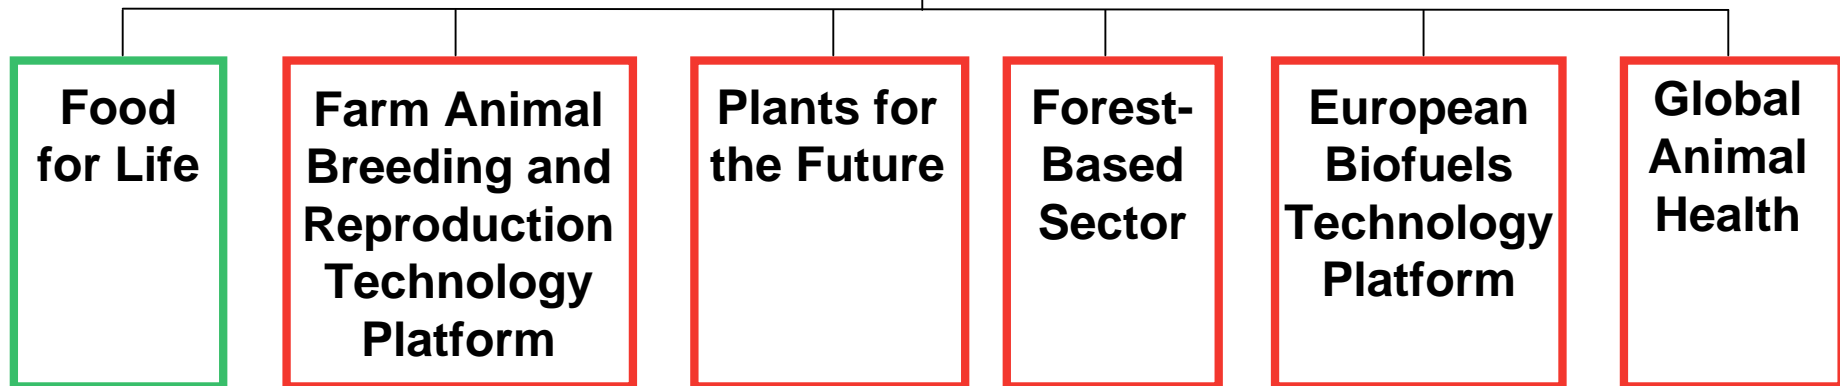 Food
for Life
Farm Animal
Breeding and
Reproduction
Technology
Platform
Plants for
the Future
Forest-
Based
Sector
European
Biofuels
Technology
Platform
Global
Animal
Health